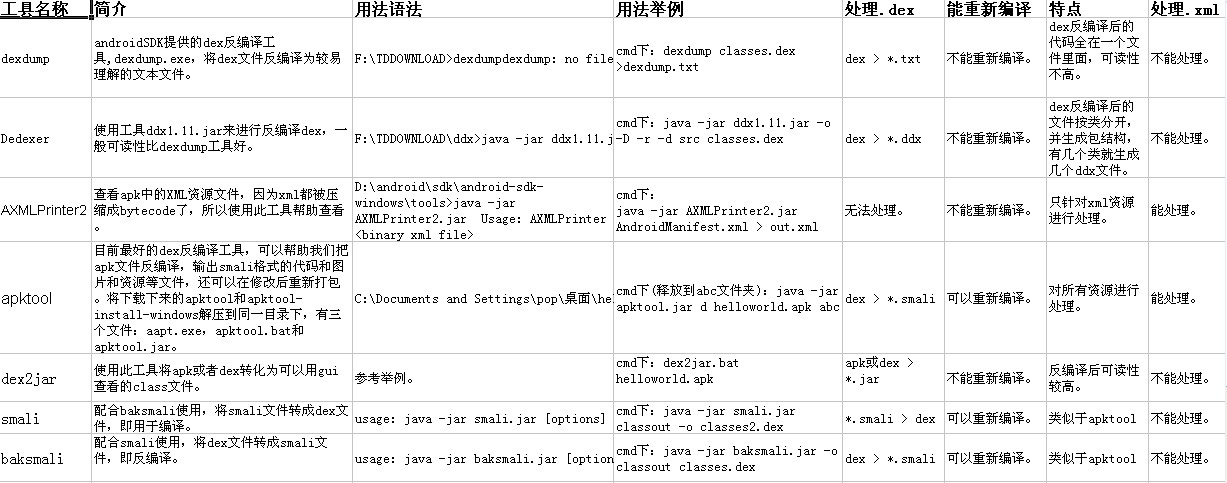 工具名称 简介 用法语法 用法举例 处理.dex 能重新编译 特点 处理.xml
dexdump
androidSDK提供的dex反编译工
具,dexdump.exe，将dex文件反编译为较易
理解的文本文件。
F:\TDDOWNLOAD>dexdumpdexdump: no file
cmd下：dexdump classes.dex
>dexdump.txt
dex > *.txt
不能重新编译。
dex反编译后的
代码全在一个文
件里面，可读性
不高。
不能处理。
Dedexer
使用工具ddx1.11.jar来进行反编译dex，一
般可读性比dexdump工具好。
F:\TDDOWNLOAD\ddx>java -jar ddx1.11.j
cmd下：java -jar ddx1.11.jar -o
-D -r -d src classes.dex
dex > *.ddx
不能重新编译。
dex反编译后的
文件按类分开，
并生成包结构，
有几个类就生成
几个ddx文件。
不能处理。
AXMLPrinter2
查看apk中的XML资源文件，因为xml都被压
缩成bytecode了，所以使用此工具帮助查看
。
D:\android\sdk\android-sdk-
windows\tools>java -jar
AXMLPrinter2.jar  Usage: AXMLPrinter
<binary xml file>
cmd下：
java -jar AXMLPrinter2.jar
AndroidManifest.xml > out.xml
无法处理。
不能重新编译。
只针对xml资源
进行处理。
能处理。
apktool
目前最好的dex反编译工具，可以帮助我们把
apk文件反编译，输出smali格式的代码和图
片和资源等文件，还可以在修改后重新打包
。将下载下来的apktool和apktool-
install-windows解压到同一目录下，有三
个文件：aapt.exe，apktool.bat和
apktool.jar。
C:\Documents and Settings\pop\桌面\hel
cmd下(释放到abc文件夹)：java -jar
apktool.jar d helloworld.apk abc
dex > *.smali
可以重新编译。
对所有资源进行
处理。
能处理。
dex2jar
使用此工具将apk或者dex转化为可以用gui
查看的class文件。
参考举例。
cmd下：dex2jar.bat
helloworld.apk
apk或dex >
*.jar
不能重新编译。
反编译后可读性
较高。
不能处理。
smali
配合baksmali使用，将smali文件转成dex文
件，即用于编译。
usage: java -jar smali.jar [options]
cmd下：java -jar smali.jar
classout -o classes2.dex
*.smali > dex
可以重新编译。
类似于apktool
不能处理。
baksmali
配合smali使用，将dex文件转成smali文
件，即反编译。
usage: java -jar baksmali.jar [option
cmd下：java -jar baksmali.jar -o
classout classes.dex
dex > *.smali
可以重新编译。
类似于apktool
不能处理。